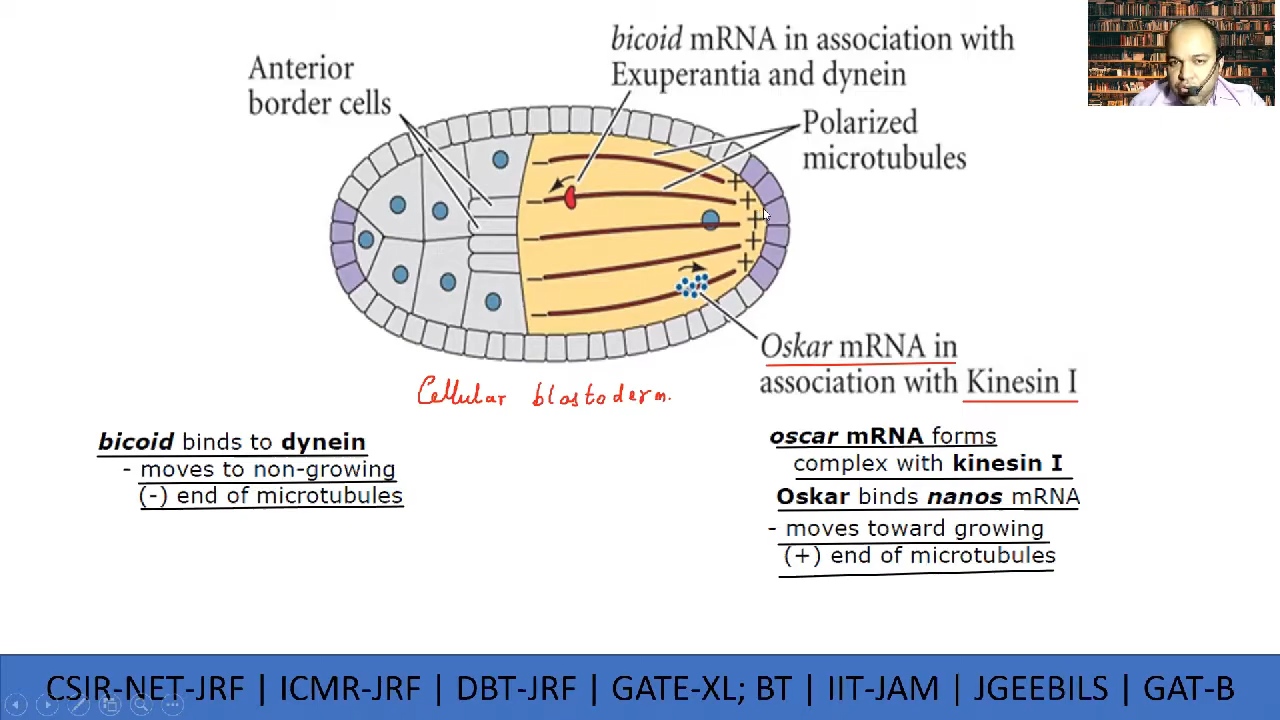 bicoid mRNA in association with
Exuperantia and dynein
Anterior
border cells
Polarized
microtubules
Oskar mRNA in
association with Kinesin I
Cellular blastoderm.
bicoid binds to dynein
- moves to non-growing
(-) end of microtubules
oscar mRNA forms
complex with kinesin I
Oskar binds nanos mRNA
- moves toward growing
(+) end of microtubules
CSIR-NET-JRF | ICMR-JRF | DBT-JRF | GATE-XL; BT | IIT-JAM | JGEEBILS | GAT-B